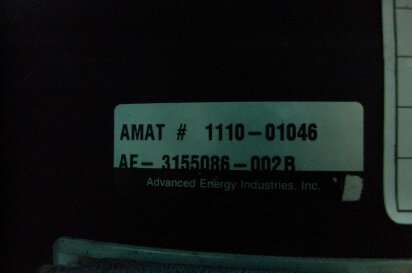 AMAT # 1110-01046
AE- 3155086-002B
Advanced Energy Industries, Inc.